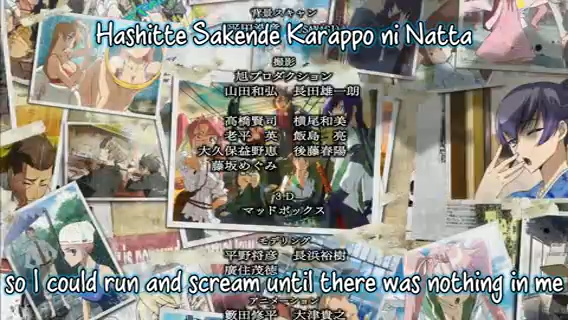 背景スキャン
Hashitte Sakende Karappo ni Natta
撮影
旭プロダクション
山田和弘 長田雄一朗
高橋賢司 横尾和美
老平 英 飯島 亮
大久保益野恵 後藤春陽
藤坂めぐみ
3D
マッドボックス
モデリング
平野将彦 長浜裕樹
廣住茂徳
so I could run and scream until there was nothing in me
アニメーション
藪田修平 大津貴之